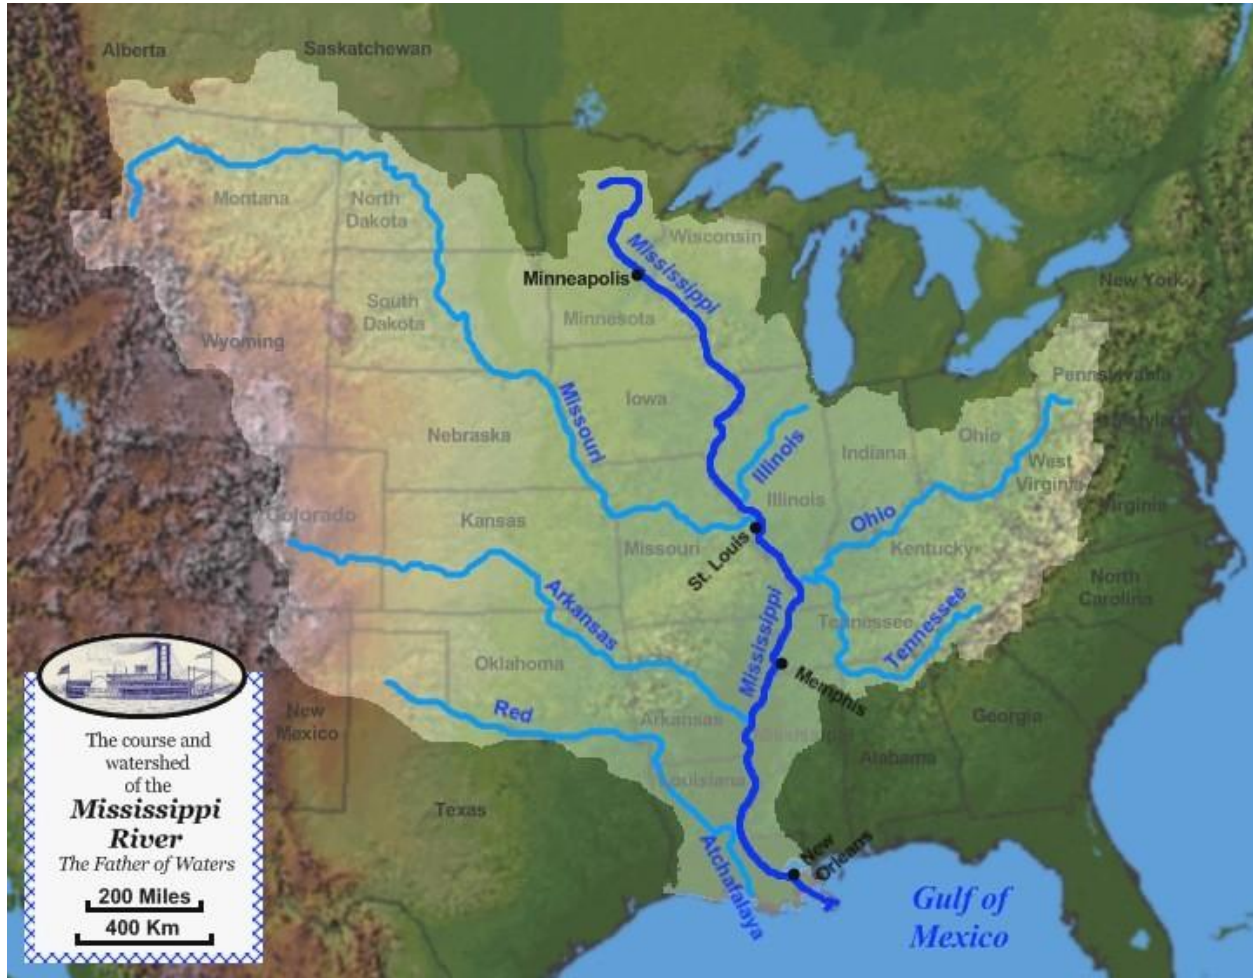 Alberta
Saskatchewan
Montana
North
Dakota
Wisconsin
Mississippi
Minneapolis
New York
South
Dakota
Minnesota
Wyoming
Pennsylvania
Iowa
Missouri
Maryland
Nebraska
Illinois
Indiana
Ohio
West
Virginia
Illinois
Virginia
Colorado
Kansas
Ohio
Missouri
St. Louis
Kentucky
North
Carolina
Arkansas
Mississippi
Tennessee
Tennessee
Oklahoma
Memphis
New
Mexico
Red
Arkansas
Mississippi
Georgia
Alabama
Louisiana
Texas
Atchafalaya
New
Orleans
Gulf of
Mexico
The course and
watershed
of the
Mississippi
River
The Father of Waters
200 Miles
400 Km